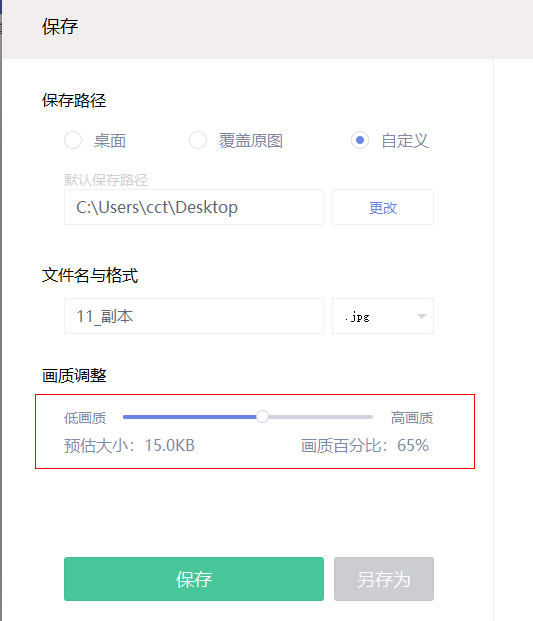 保存
保存路径
桌面 覆盖原图 自定义
默认保存路径
C:\Users\cct\Desktop 更改
文件名与格式
11_副本 .jpg
画质调整
低画质 高画质
预估大小：15.0KB 画质百分比：65%
保存 另存为